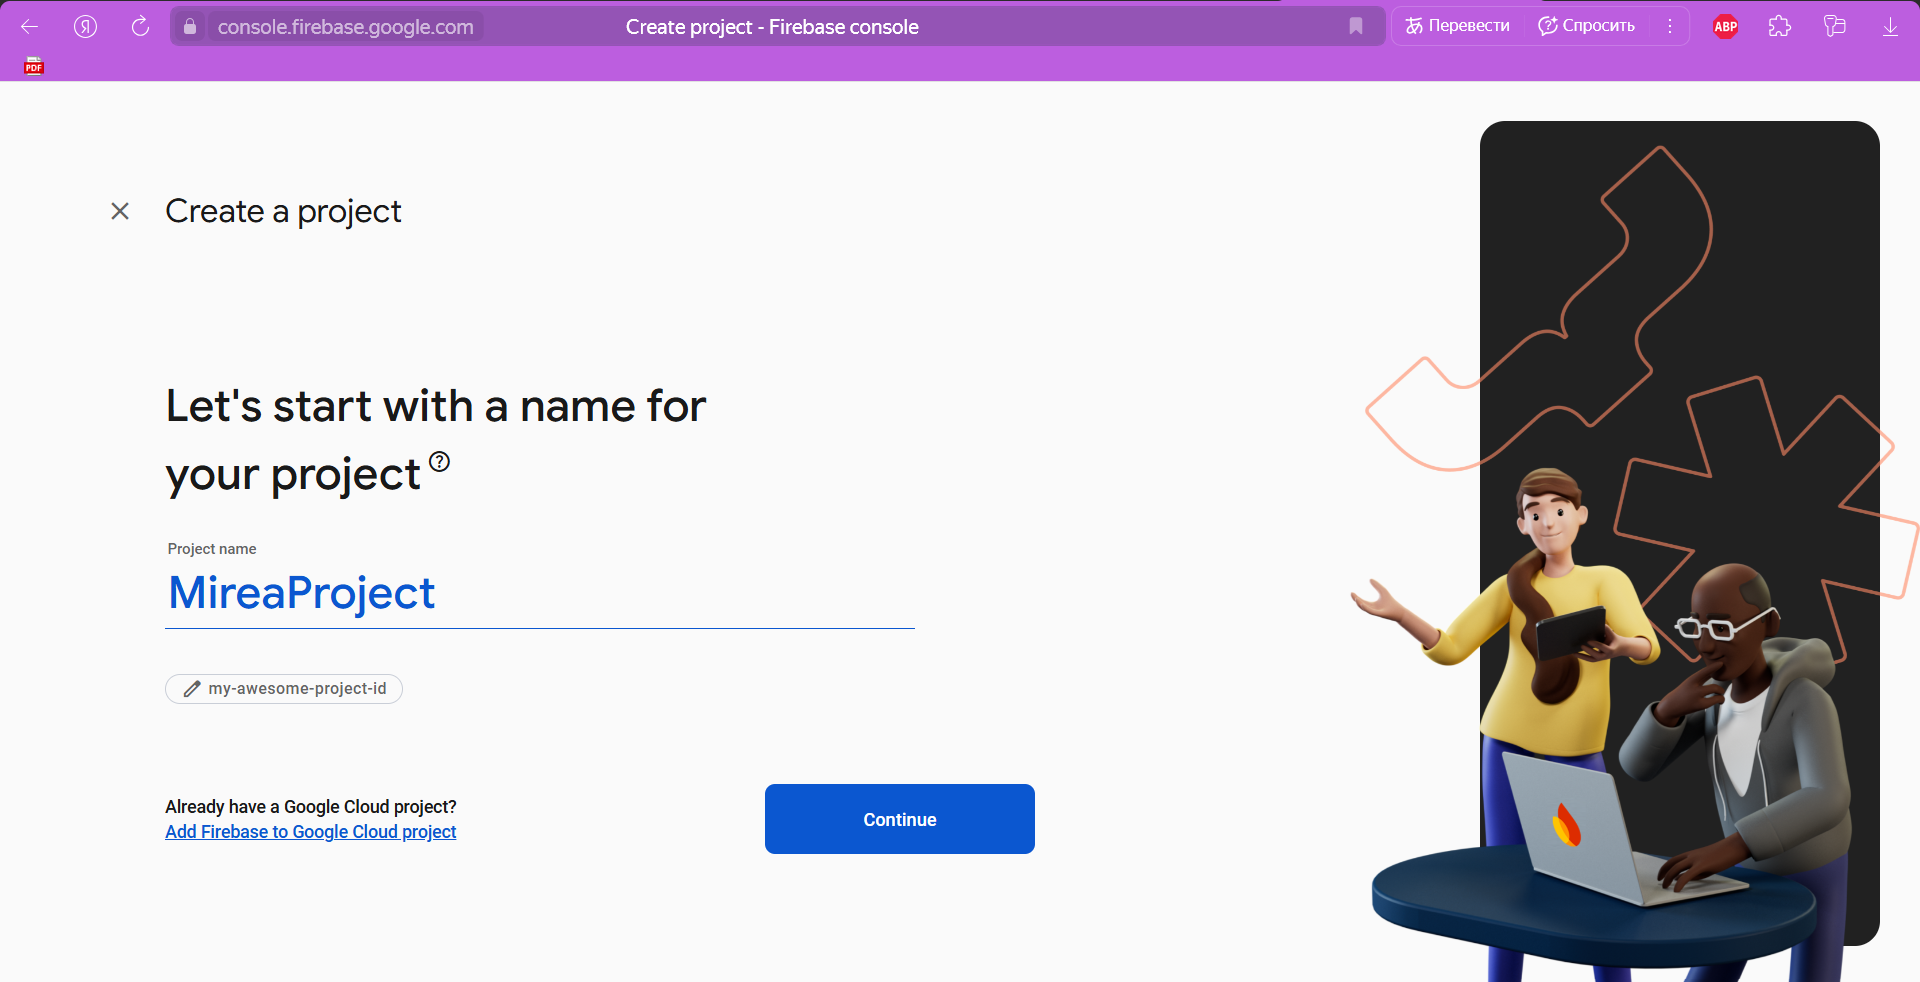 Я
console.firebase.google.com
Create project - Firebase console
Перевести
Спросить
ABP
PDF
Create a project
Let's start with a name for
your project
Project name
MireaProject
my-awesome-project-id
Already have a Google Cloud project?
Add Firebase to Google Cloud project
Continue